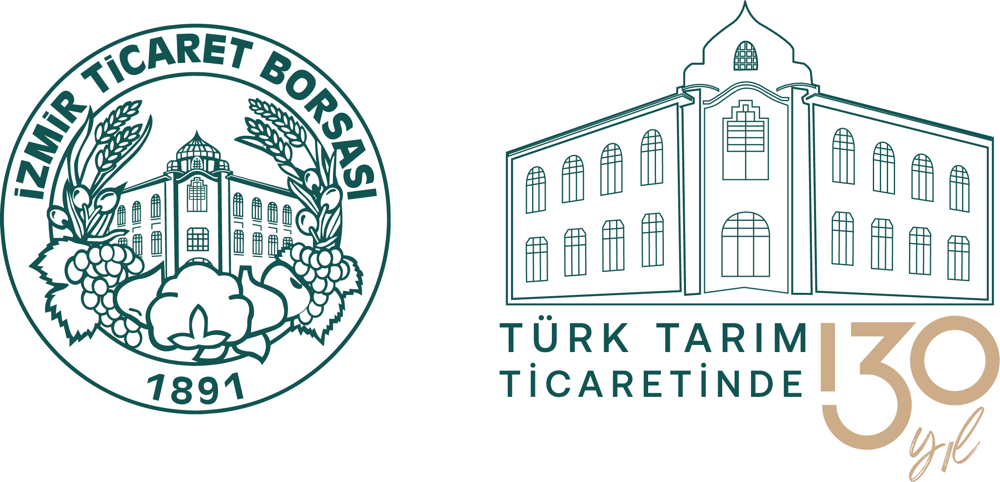 İZMİR TİCARET BORSASI
1891
TÜRK TARIM
TİCARETİNDE
130
yıl